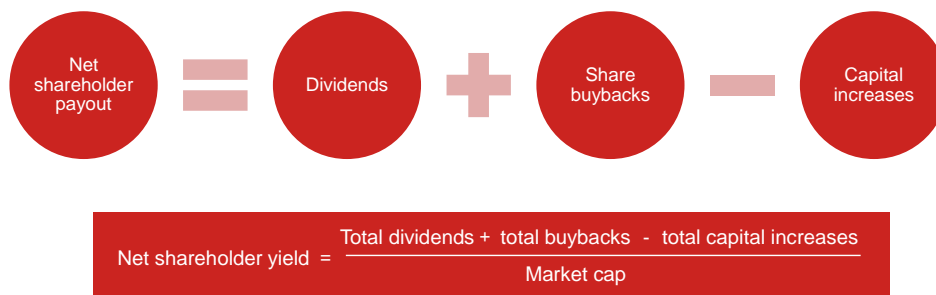 Net
shareholder
payout
=
Dividends
+
Share
buybacks
-
Capital
increases
Net shareholder yield =
Total dividends + total buybacks - total capital increases
Market cap